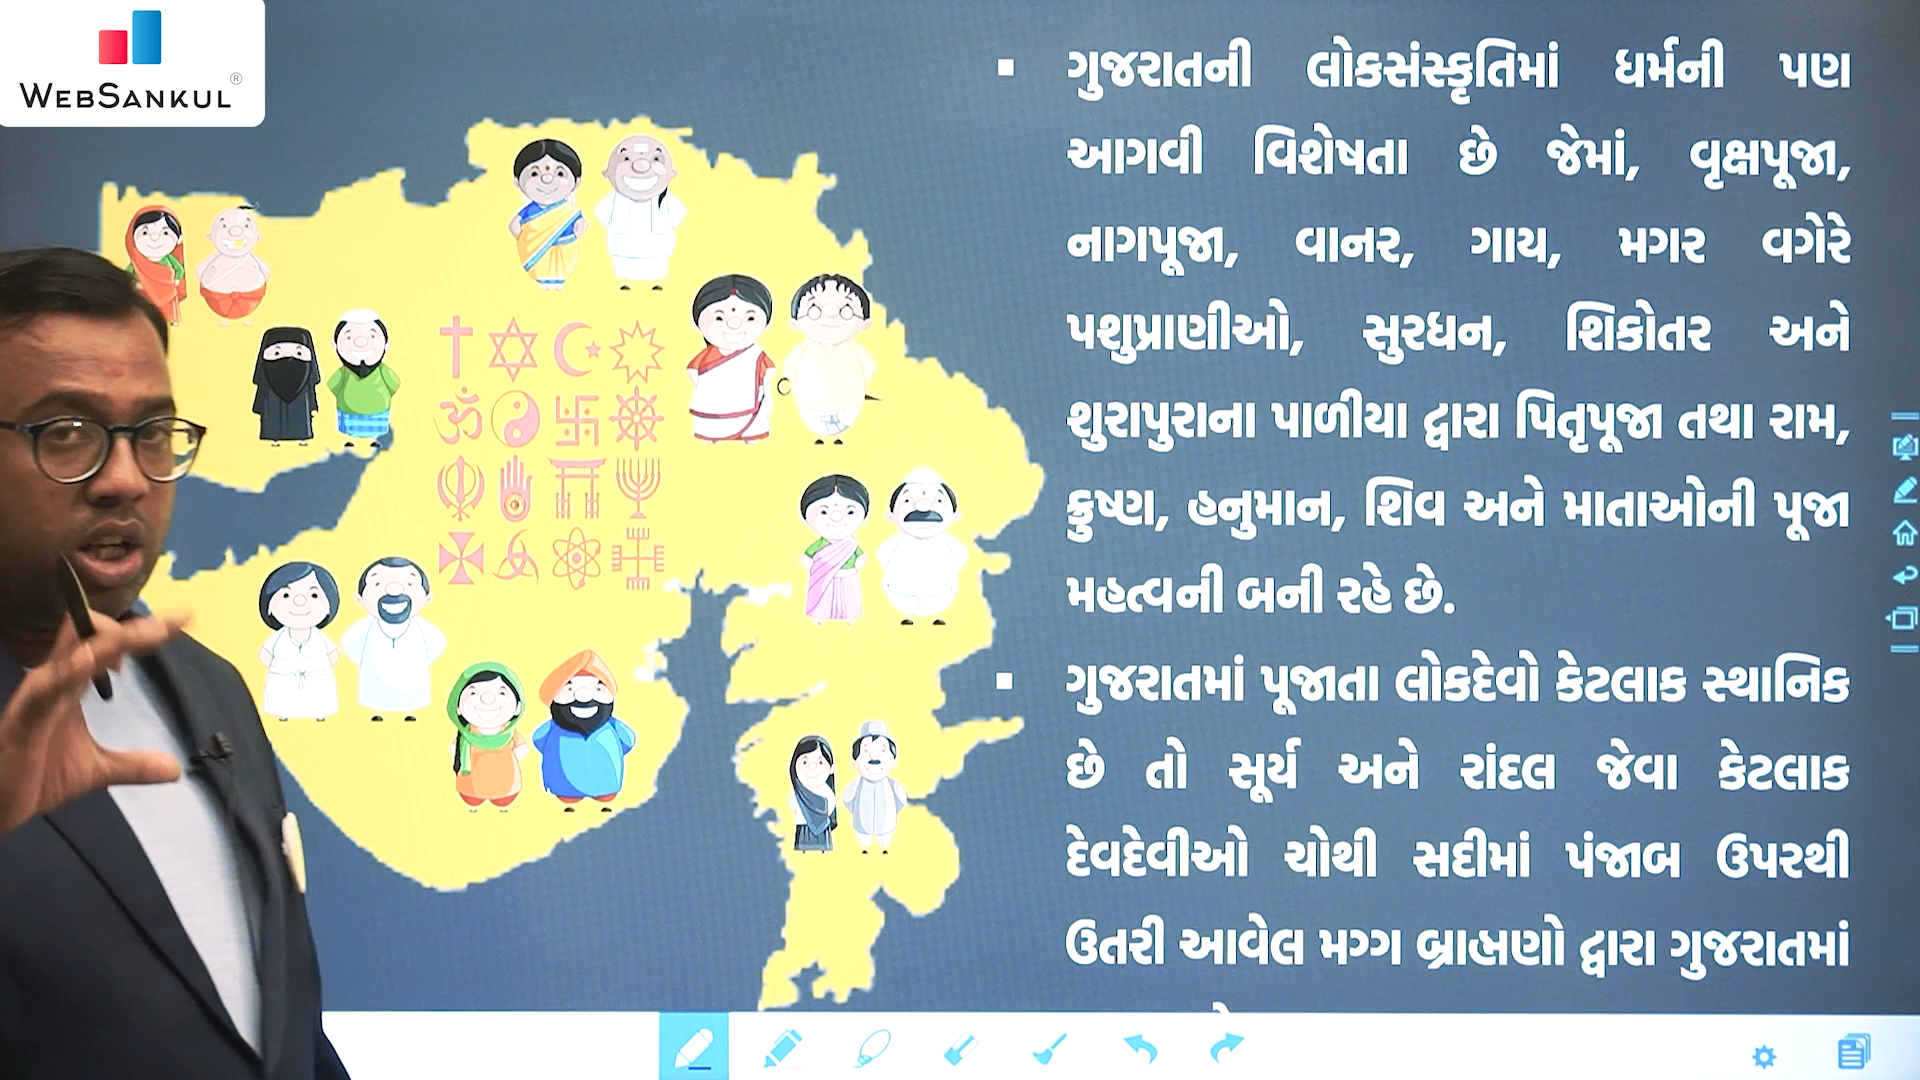 WEBSANKUL®
ગુજરાતની લોકસંસ્કૃતિમાં ધર્મની પણ
આગવી વિશેષતા છે જેમાં, વૃક્ષપૂજા,
નાગપૂજા, વાનર, ગાય, મગર વગેરે
પશુપ્રાણીઓ, સુરધન, શિકોતર અને
શુરાપુરાના પાળીયા દ્વારા પિતૃપૂજા તથા રામ,
ક્રુષ્ણ, હનુમાન, શિવ અને માતાઓની પૂજા
મહત્વની બની રહે છે.
ગુજરાતમાં પૂજાતા લોકદેવો કેટલાક સ્થાનિક
છે તો સૂર્ય અને રાંદલ જેવા કેટલાક
દેવદેવીઓ ચોથી સદીમાં પંજાબ ઉપરથી
ઉતરી આવેલ મગ્ગ બ્રાહ્મણો દ્વારા ગુજરાતમાં